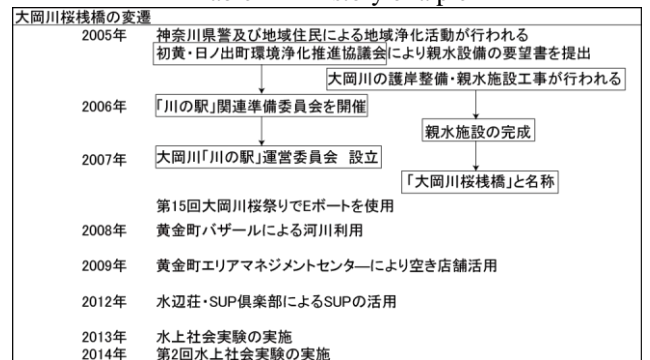 大岡川桜桟橋の変遷
2005年 神奈川県警及び地域住民による地域浄化活動が行われる
初黄・日ノ出町環境浄化推進協議会により親水設備の要望書を提出
大岡川の護岸整備・親水施設工事が行われる
2006年 「川の駅」関連準備委員会を開催
親水施設の完成
2007年 大岡川「川の駅」運営委員会 設立
「大岡川桜桟橋」と名称
第15回大岡川桜祭りでEボートを使用
2008年 黄金町バザールによる河川利用
2009年 黄金町エリアマネジメントセンターにより空き店舗活用
2012年 水辺荘・SUP倶楽部によるSUPの活用
2013年 水上社会実験の実施
2014年 第2回水上社会実験の実施